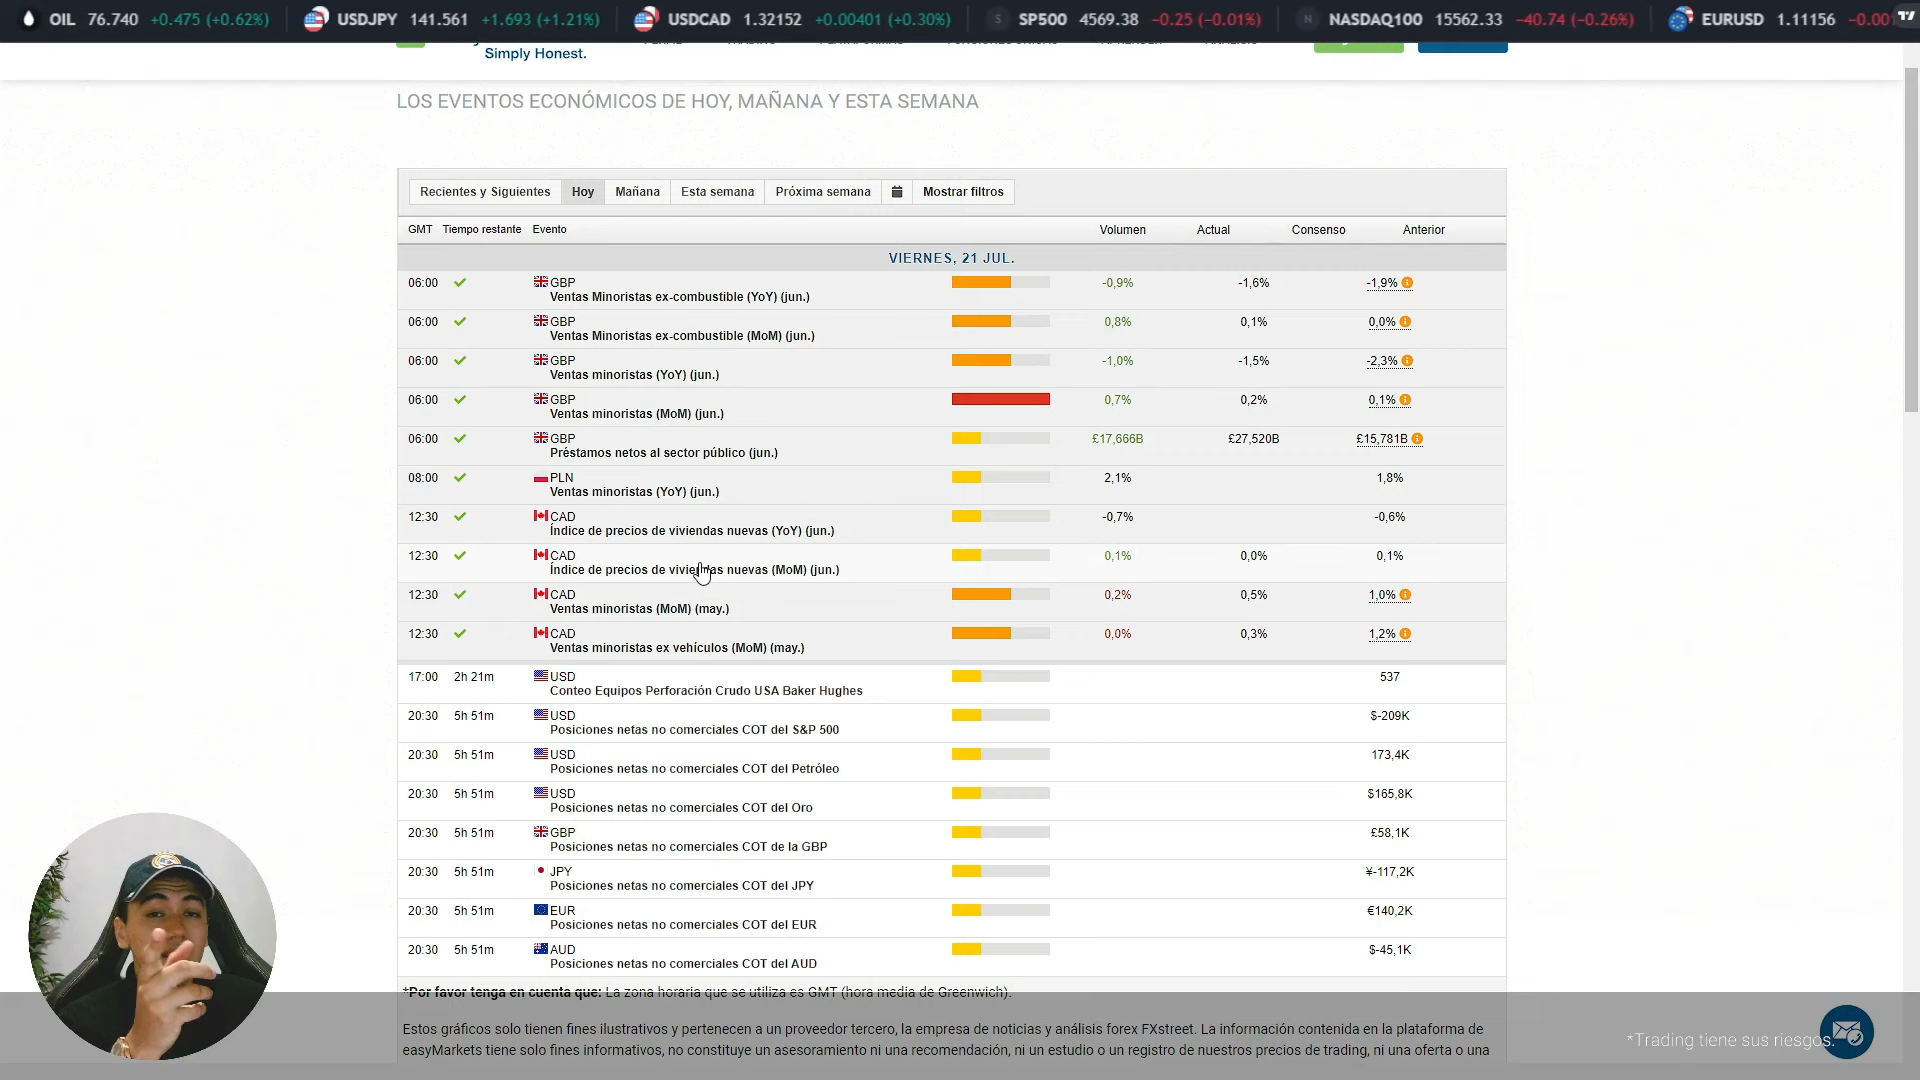 OIL 76.740 +0.475 (+0.62%) USDJPY 141.561 +1.693 (+1.21%) USDCAD 1.32152 +0.00401 (+0.30%) S SP500 4569.38 −0.25 (−0.01%) N NASDAQ100 15562.33 −40.74 (−0.26%) EURUSD 1.11156
Simply Honest.
LOS EVENTOS ECONÓMICOS DE HOY, MAÑANA Y ESTA SEMANA
Recientes y Siguientes Hoy Mañana Esta semana Próxima semana Mostrar filtros
GMT Tiempo restante Evento Volumen Actual Consenso Anterior
VIERNES, 21 JUL.
06:00 GBP -0,9% -1,6% -1,9%
Ventas Minoristas ex-combustible (YoY) (jun.)
06:00 GBP 0,8% 0,1% 0,0%
Ventas Minoristas ex-combustible (MoM) (jun.)
06:00 GBP -1,0% -1,5% -2,3%
Ventas minoristas (YoY) (jun.)
06:00 GBP 0,7% 0,2% 0,1%
Ventas minoristas (MoM) (jun.)
06:00 GBP £17,666B £27,520B £15,781B
Préstamos netos al sector público (jun.)
08:00 PLN 2,1% 1,8%
Ventas minoristas (YoY) (jun.)
12:30 CAD -0,7% -0,6%
Índice de precios de viviendas nuevas (YoY) (jun.)
12:30 CAD 0,1% 0,0% 0,1%
Índice de precios de viviendas nuevas (MoM) (jun.)
12:30 CAD 0,2% 0,5% 1,0%
Ventas minoristas (MoM) (may.)
12:30 CAD 0,0% 0,3% 1,2%
Ventas minoristas ex vehículos (MoM) (may.)
17:00 2h 21m USD 537
Conteo Equipos Perforación Crudo USA Baker Hughes
20:30 5h 51m USD $-209K
Posiciones netas no comerciales COT del S&P 500
20:30 5h 51m USD 173,4K
Posiciones netas no comerciales COT del Petróleo
20:30 5h 51m USD $165,8K
Posiciones netas no comerciales COT del Oro
20:30 5h 51m GBP £58,1K
Posiciones netas no comerciales COT de la GBP
20:30 5h 51m JPY ¥-117,2K
Posiciones netas no comerciales COT del JPY
20:30 5h 51m EUR €140,2K
Posiciones netas no comerciales COT del EUR
20:30 5h 51m AUD $-45,1K
Posiciones netas no comerciales COT del AUD
*Por favor tenga en cuenta que: La zona horaria que se utiliza es GMT (hora media de Greenwich).
Estos gráficos solo tienen fines ilustrativos y pertenecen a un proveedor tercero, la empresa de noticias y análisis forex FXstreet. La información contenida en la plataforma de
*Trading tiene sus riesgos.
easyMarkets tiene solo fines informativos, no constituye un asesoramiento ni una recomendación, ni un estudio o un registro de nuestros precios de trading, ni una oferta o una